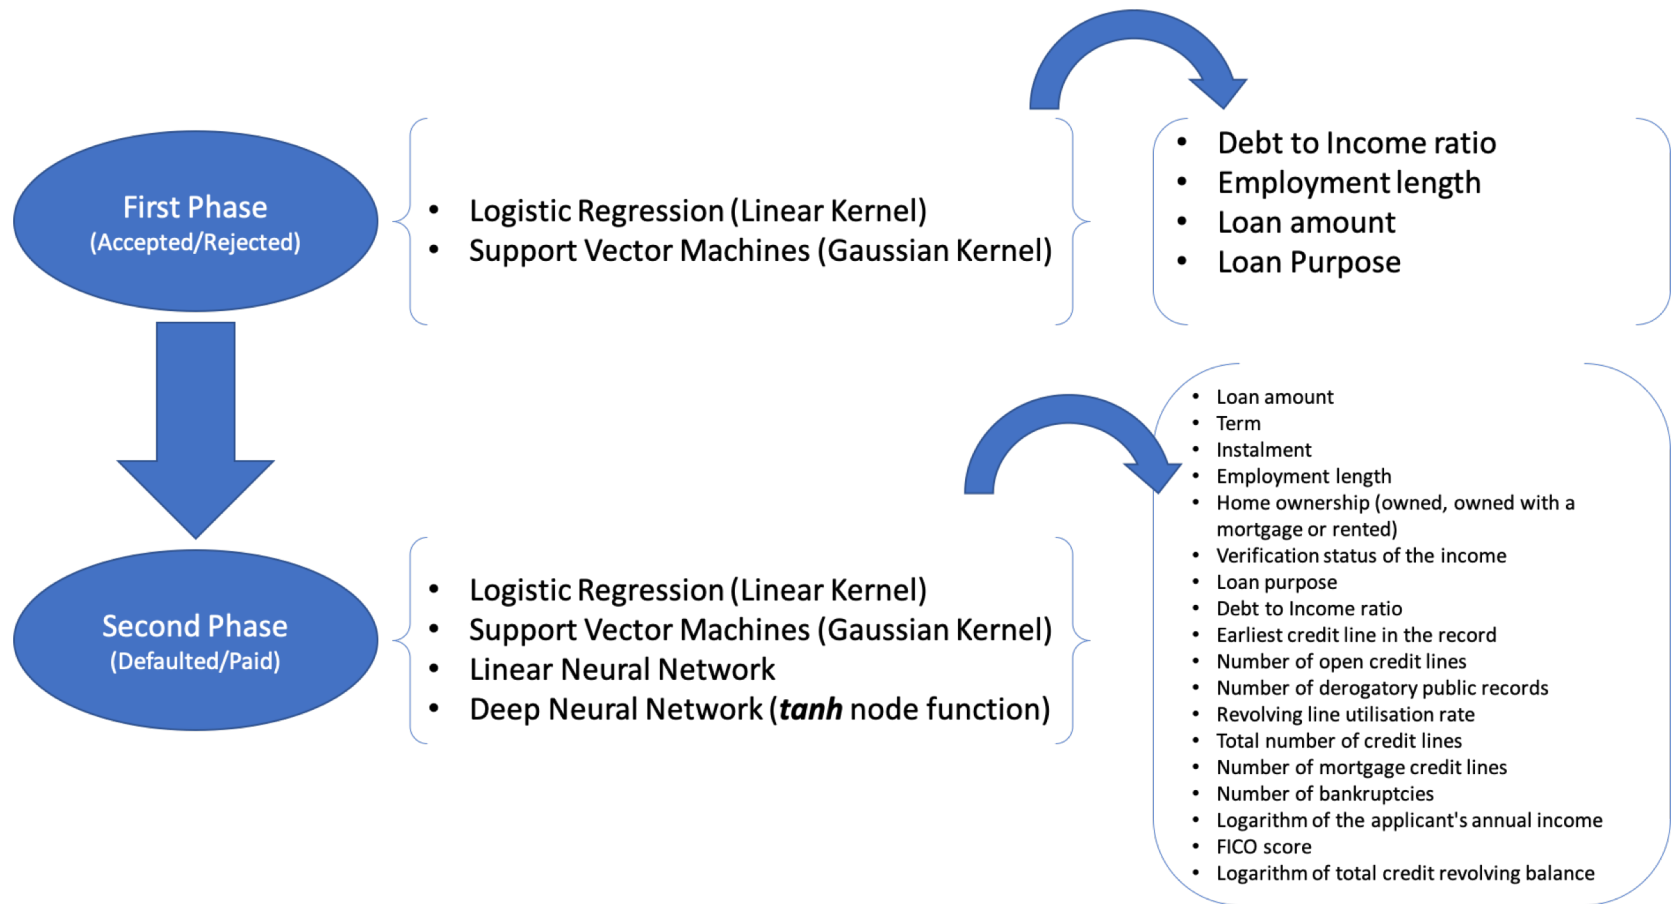 First Phase
(Accepted/Rejected)
• Logistic Regression (Linear Kernel)
• Support Vector Machines (Gaussian Kernel)
• Debt to Income ratio
• Employment length
• Loan amount
• Loan Purpose
Second Phase
(Defaulted/Paid)
• Logistic Regression (Linear Kernel)
• Support Vector Machines (Gaussian Kernel)
• Linear Neural Network
• Deep Neural Network (tanh node function)
• Loan amount
• Term
• Instalment
• Employment length
• Home ownership (owned, owned with a
mortgage or rented)
• Verification status of the income
• Loan purpose
• Debt to Income ratio
• Earliest credit line in the record
• Number of open credit lines
• Number of derogatory public records
• Revolving line utilisation rate
• Total number of credit lines
• Number of mortgage credit lines
• Number of bankruptcies
• Logarithm of the applicant's annual income
• FICO score
• Logarithm of total credit revolving balance